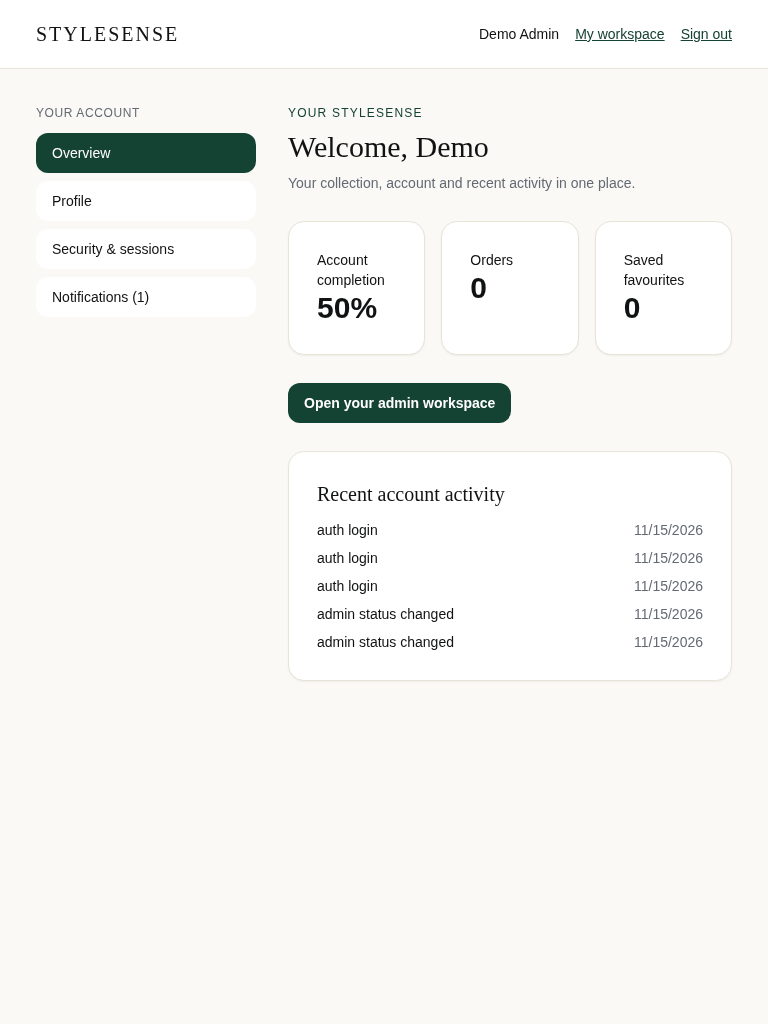 STYLESENSE
Demo Admin My workspace Sign out
YOUR ACCOUNT
Overview
Profile
Security & sessions
Notifications (1)
YOUR STYLESENSE
Welcome, Demo
Your collection, account and recent activity in one place.
Account
completion
50%
Orders
0
Saved
favourites
0
Open your admin workspace
Recent account activity
auth login 11/15/2026
auth login 11/15/2026
auth login 11/15/2026
admin status changed 11/15/2026
admin status changed 11/15/2026